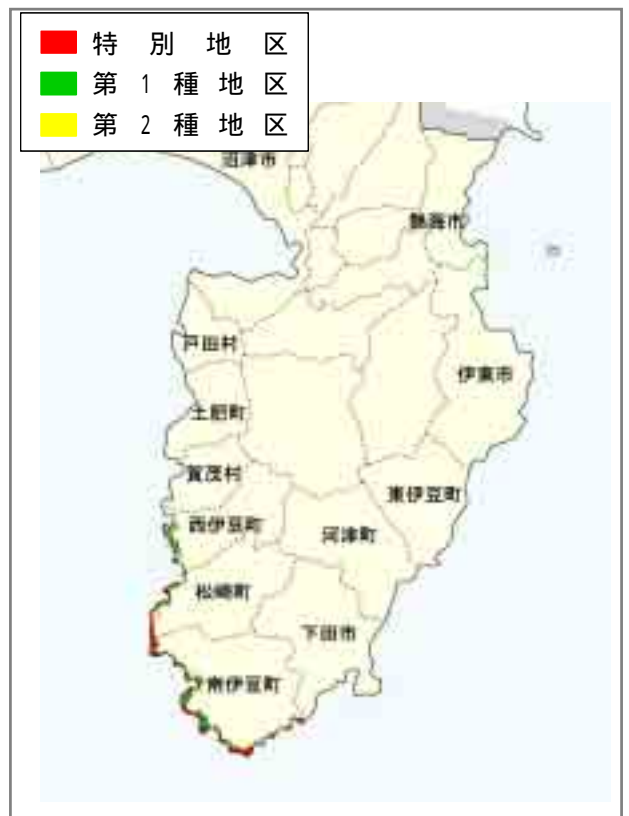 特別地区
第1種地区
第2種地区
沼津市
熱海市
戸田村
伊東市
土肥町
賀茂村
東伊豆町
西伊豆町
河津町
松崎町
下田市
南伊豆町